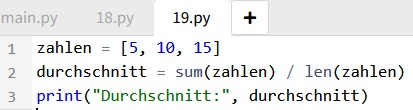 main.py 18.py 19.py +
1 zahlen = [5, 10, 15]
2 durchschnitt = sum(zahlen) / len(zahlen)
3 print("Durchschnitt:", durchschnitt)